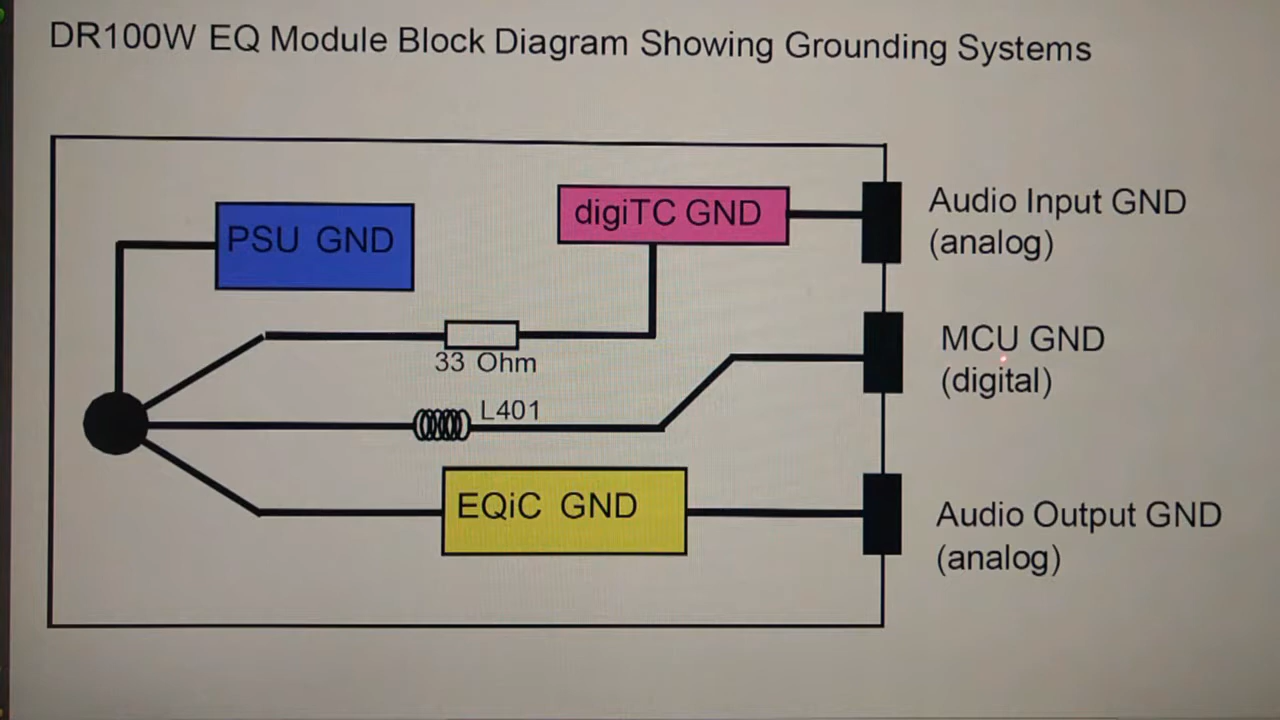 DR100W EQ Module Block Diagram Showing Grounding Systems
PSU GND
digiTC GND
Audio Input GND
(analog)
33 Ohm
MCU GND
(digital)
L401
EQiC GND
Audio Output GND
(analog)